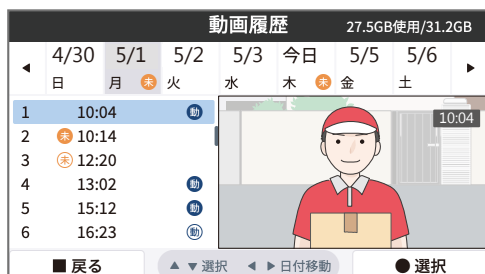 動画履歴 27.5GB使用/31.2GB
◀ 4/30 5/1 5/2 5/3 今日 5/5 5/6 ▶
日 月 未 火 水 木 未 金 土
1 10:04 動
2 未 10:14
3 未 12:20
4 13:02 動
5 15:12 動
6 16:23 動
10:04
■ 戻る ▲ ▼ 選択 ◀ ▶ 日付移動 ● 選択